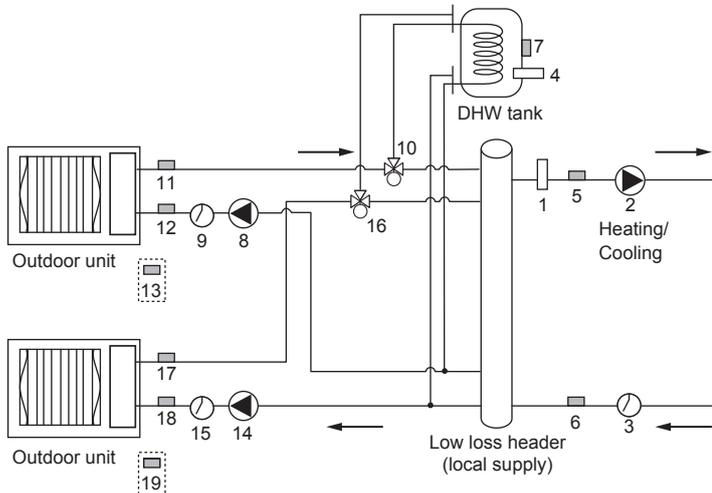 7
4
DHW tank
10
11
12
9
8
16
1
5
2
Heating/
Cooling
Outdoor unit
13
17
18
15
14
6
3
Low loss header
(local supply)
Outdoor unit
19